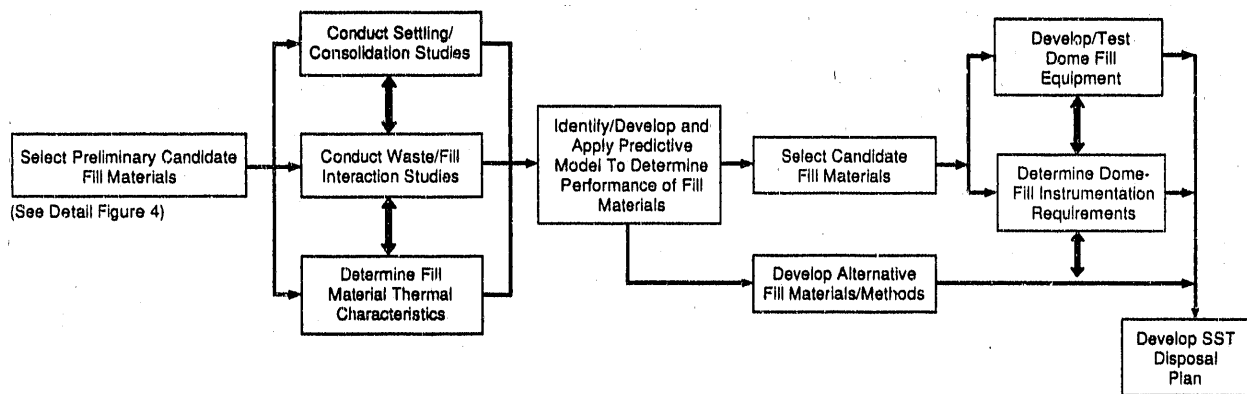 Conduct Settling/
Consolidation Studies
Develop/Test
Dome Fill
Equipment
Select Preliminary Candidate
Fill Materials
(See Detail Figure 4)
Conduct Waste/Fill
Interaction Studies
Identify/Develop and
Apply Predictive
Model To Determine
Performance of Fill
Materials
Select Candidate
Fill Materials
Determine Dome-
Fill Instrumentation
Requirements
Determine Fill
Material Thermal
Characteristics
Develop Alternative
Fill Materials/Methods
Develop SST
Disposal
Plan